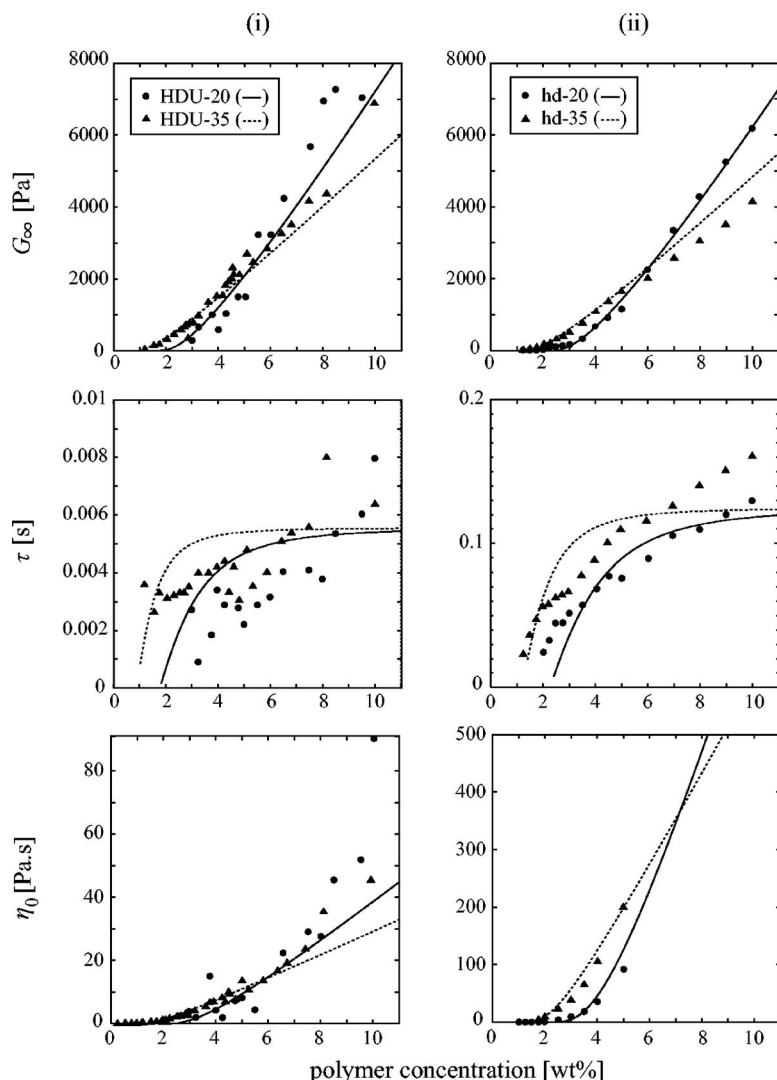 (i)
(ii)
8000
6000
4000
2000
0
G∞ [Pa]
HDU-20 (—)
HDU-35 (-----)
0 2 4 6 8 10
8000
6000
4000
2000
0
hd-20 (—)
hd-35 (-----)
0 2 4 6 8 10
0.01
0.008
0.006
0.004
0.002
0
τ [s]
0 2 4 6 8 10
0.2
0.1
0
0 2 4 6 8 10
80
60
40
20
0
η0 [Pa.s]
0 2 4 6 8 10
500
400
300
200
100
0
0 2 4 6 8 10
polymer concentration [wt%]